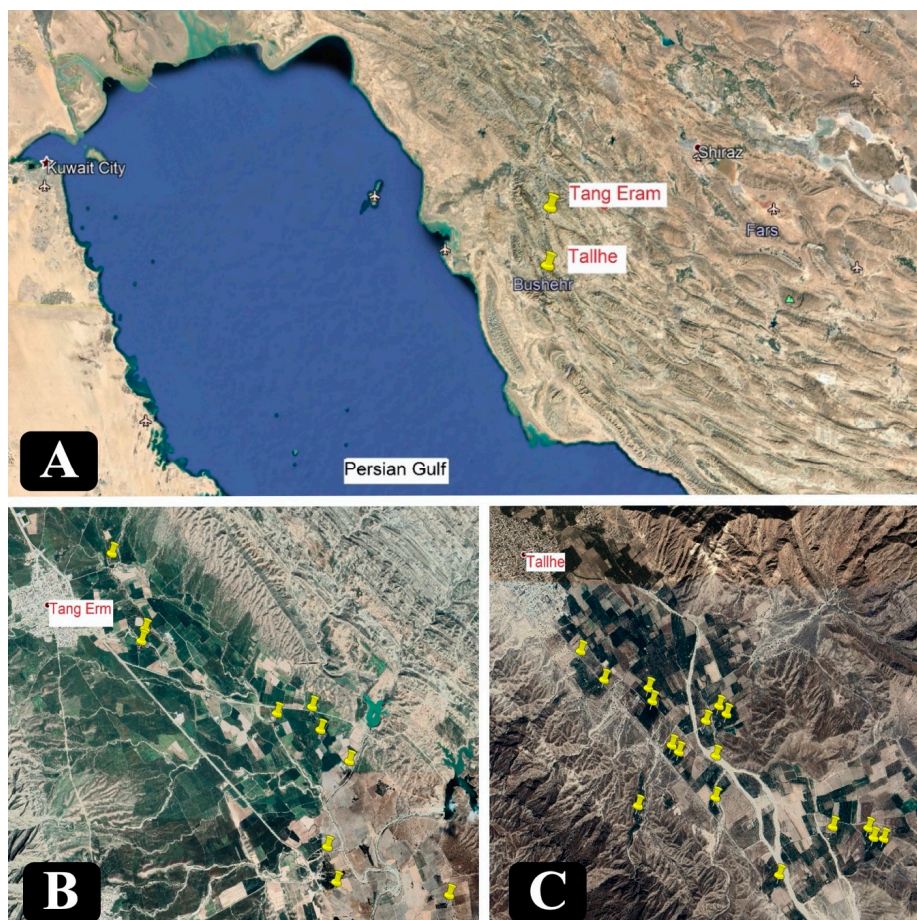 Kuwait City
Shiraz
Tang Eram
Fars
Tallhe
Bushehr
Persian Gulf
A
Tang Erm
B
Tallhe
C